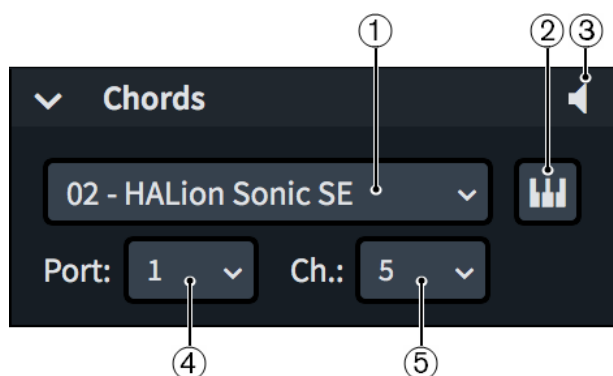 ① ② ③
Chords
02 - HALion Sonic SE
Port: 1 Ch.: 5
④ ⑤